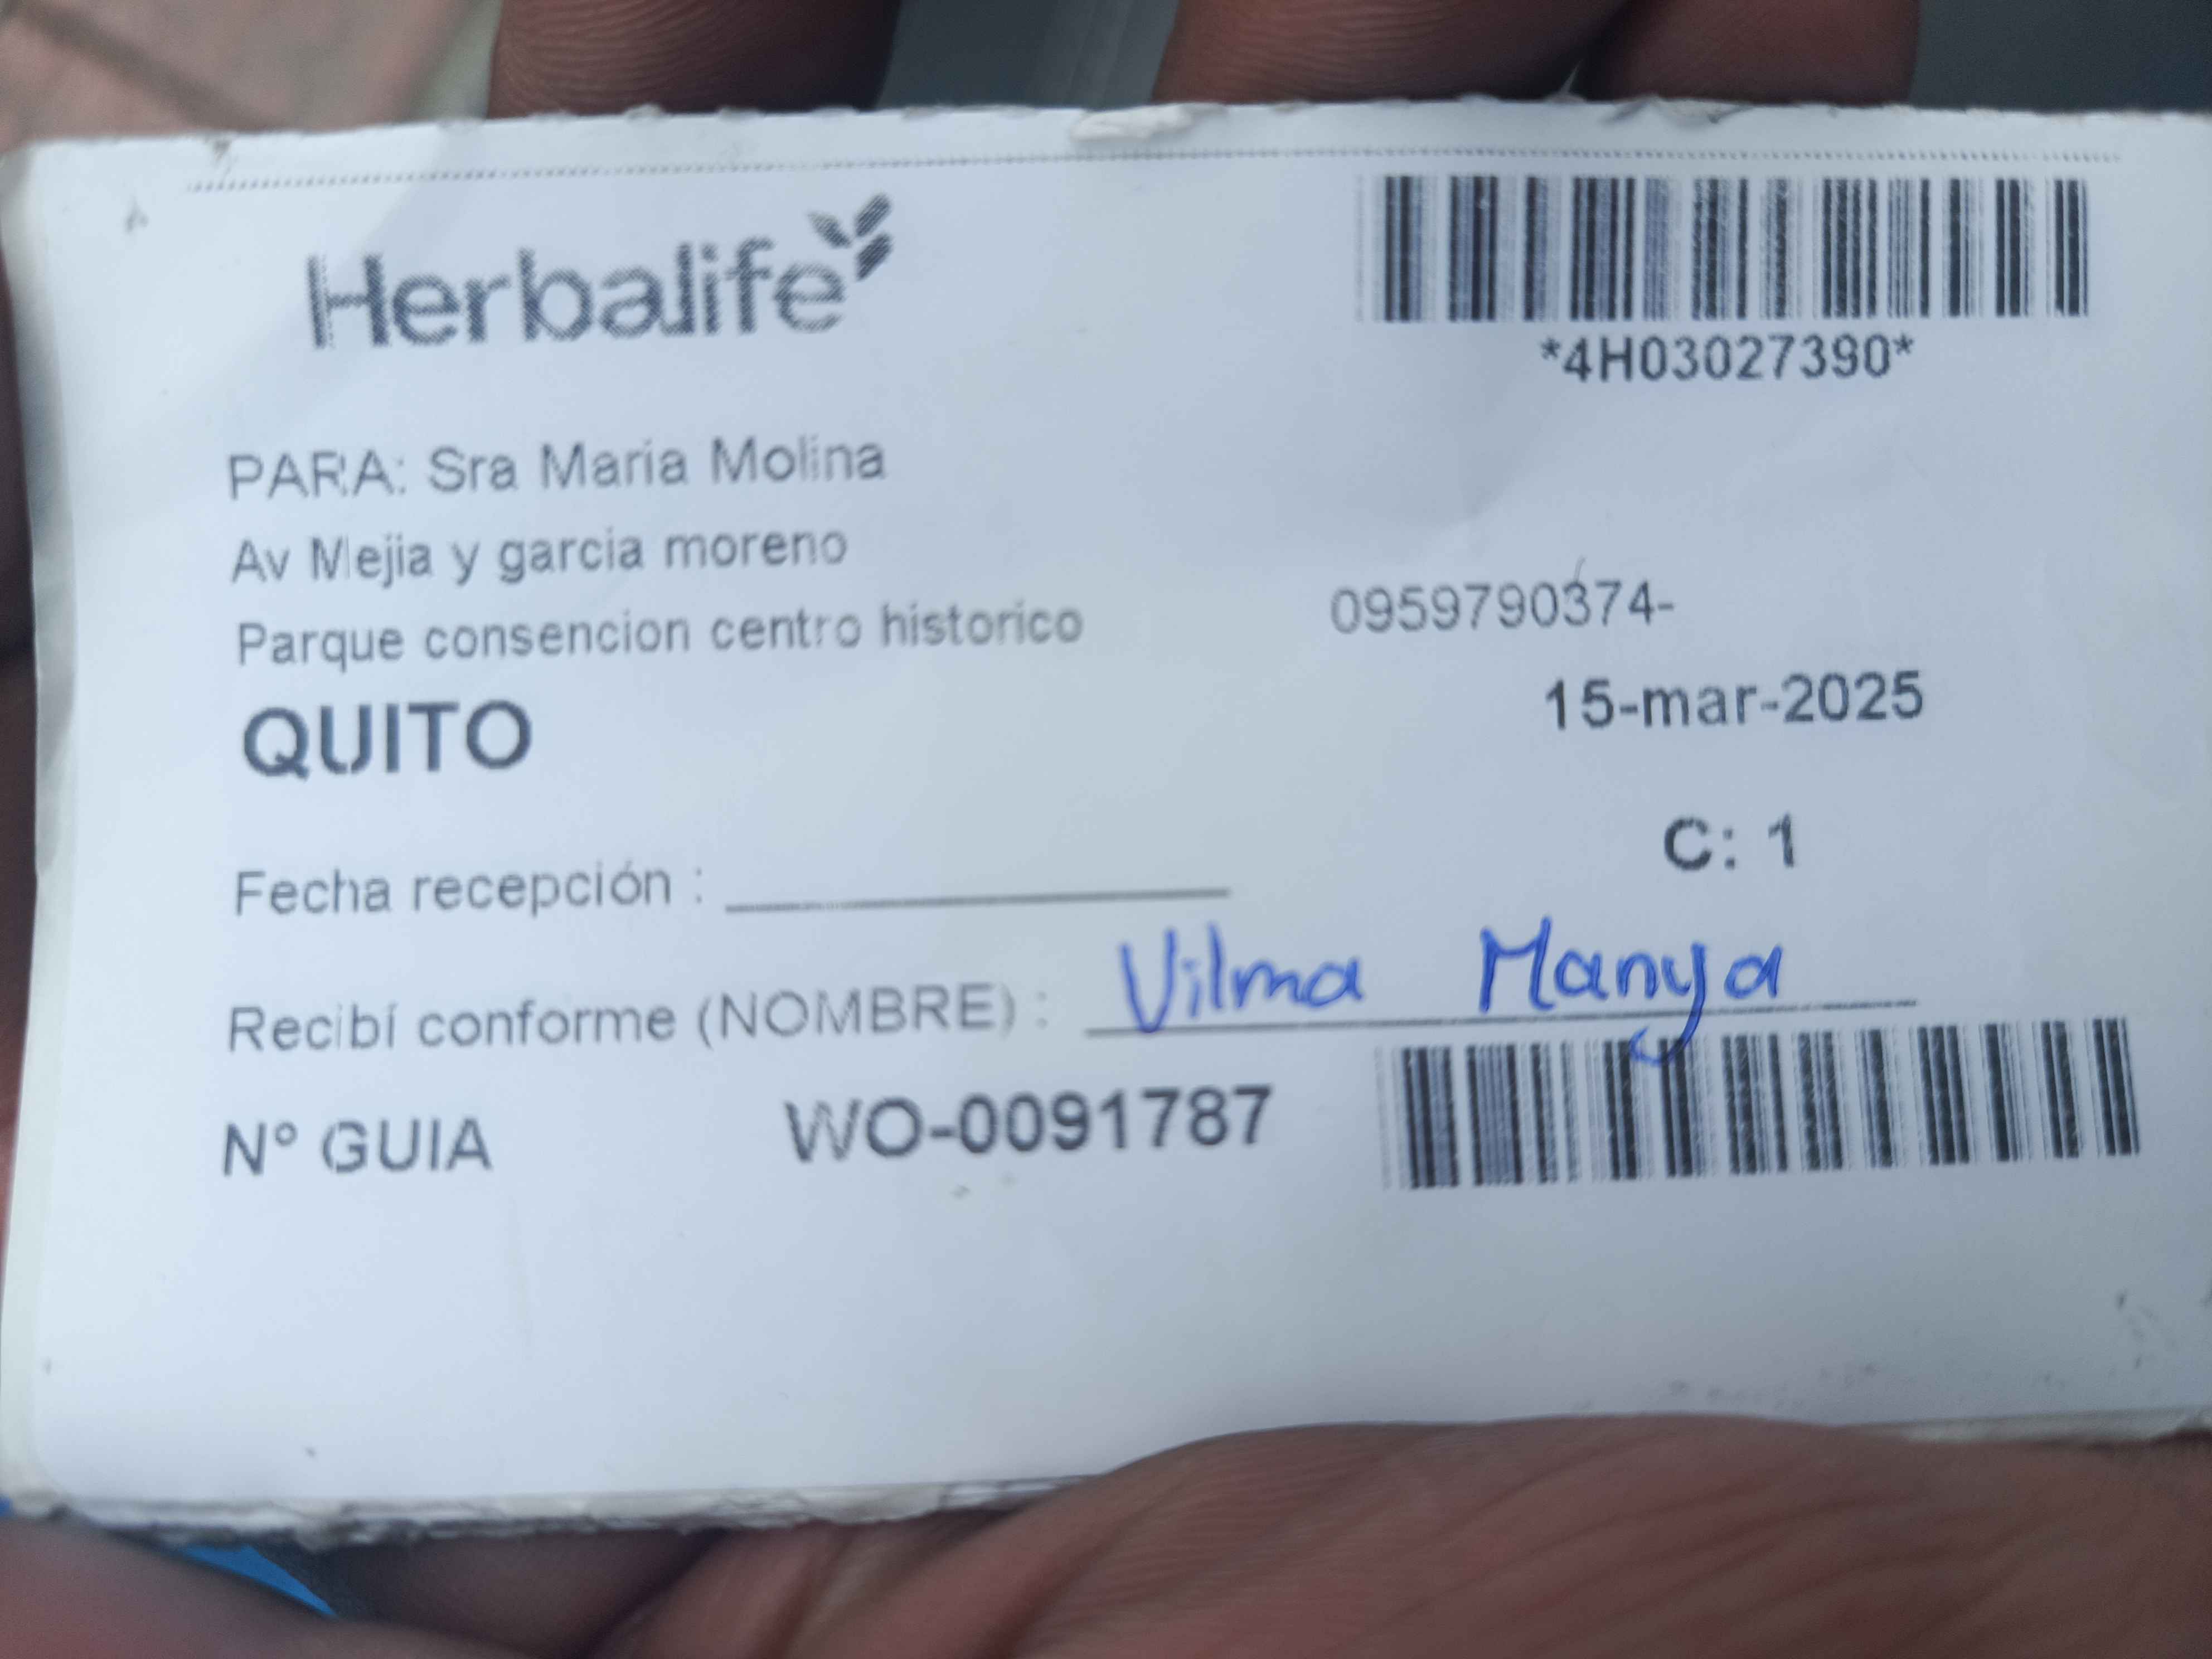 Herbalife
*4H03027390*
PARA: Sra Maria Molina
Av Mejia y garcia moreno
Parque consencion centro historico
0959790374-
QUITO
15-mar-2025
C: 1
Fecha recepción :
Recibí conforme (NOMBRE) : Vilma Manya
N° GUIA WO-0091787